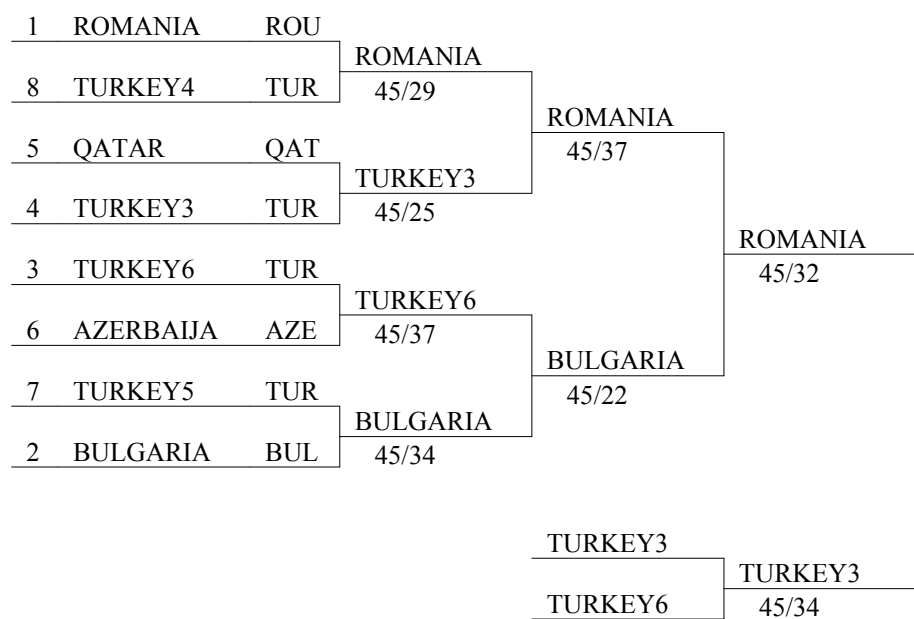 1 ROMANIA ROU
ROMANIA
8 TURKEY4 TUR
45/29
ROMANIA
5 QATAR QAT
45/37
TURKEY3
4 TURKEY3 TUR
45/25
ROMANIA
3 TURKEY6 TUR
45/32
TURKEY6
6 AZERBAIJA AZE
45/37
BULGARIA
7 TURKEY5 TUR
45/22
BULGARIA
2 BULGARIA BUL
45/34
TURKEY3
TURKEY3
TURKEY6
45/34